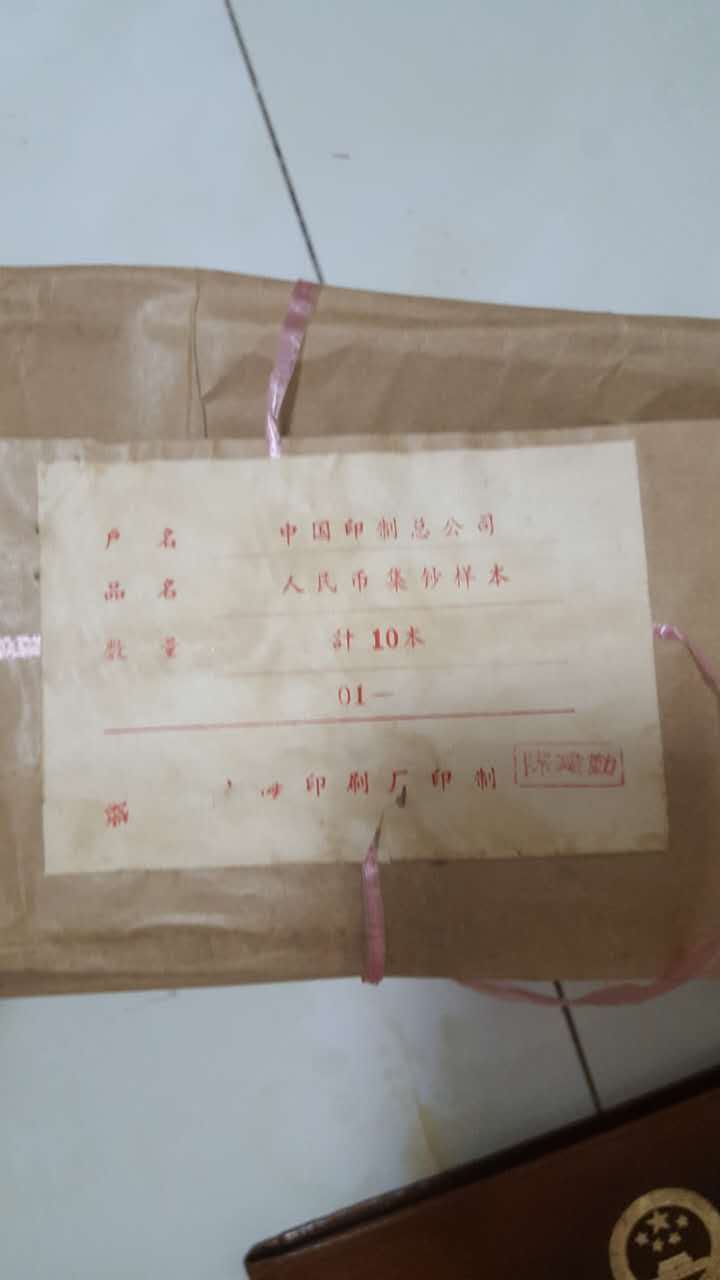 户 名 中国印制总公司
品 名 人民币集钞样本
数 量 計 10本
01—
印刷厂印制